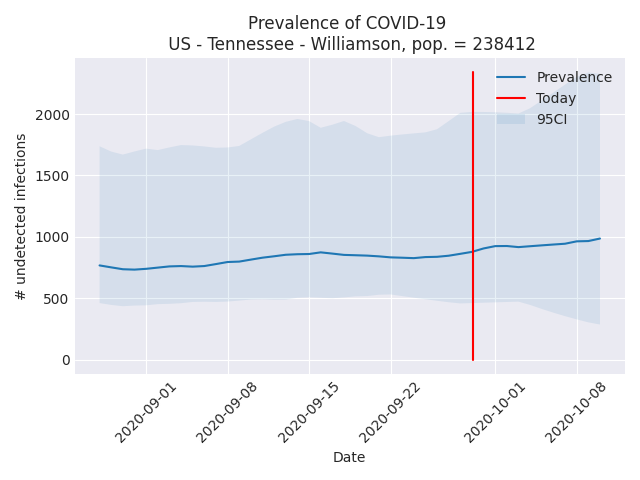 Prevalence of COVID-19
US - Tennessee - Williamson, pop. = 238412
Prevalence
Today
95CI
# undetected infections
2000
1500
1000
500
0
2020-09-01
2020-09-08
2020-09-15
2020-09-22
2020-10-01
2020-10-08
Date